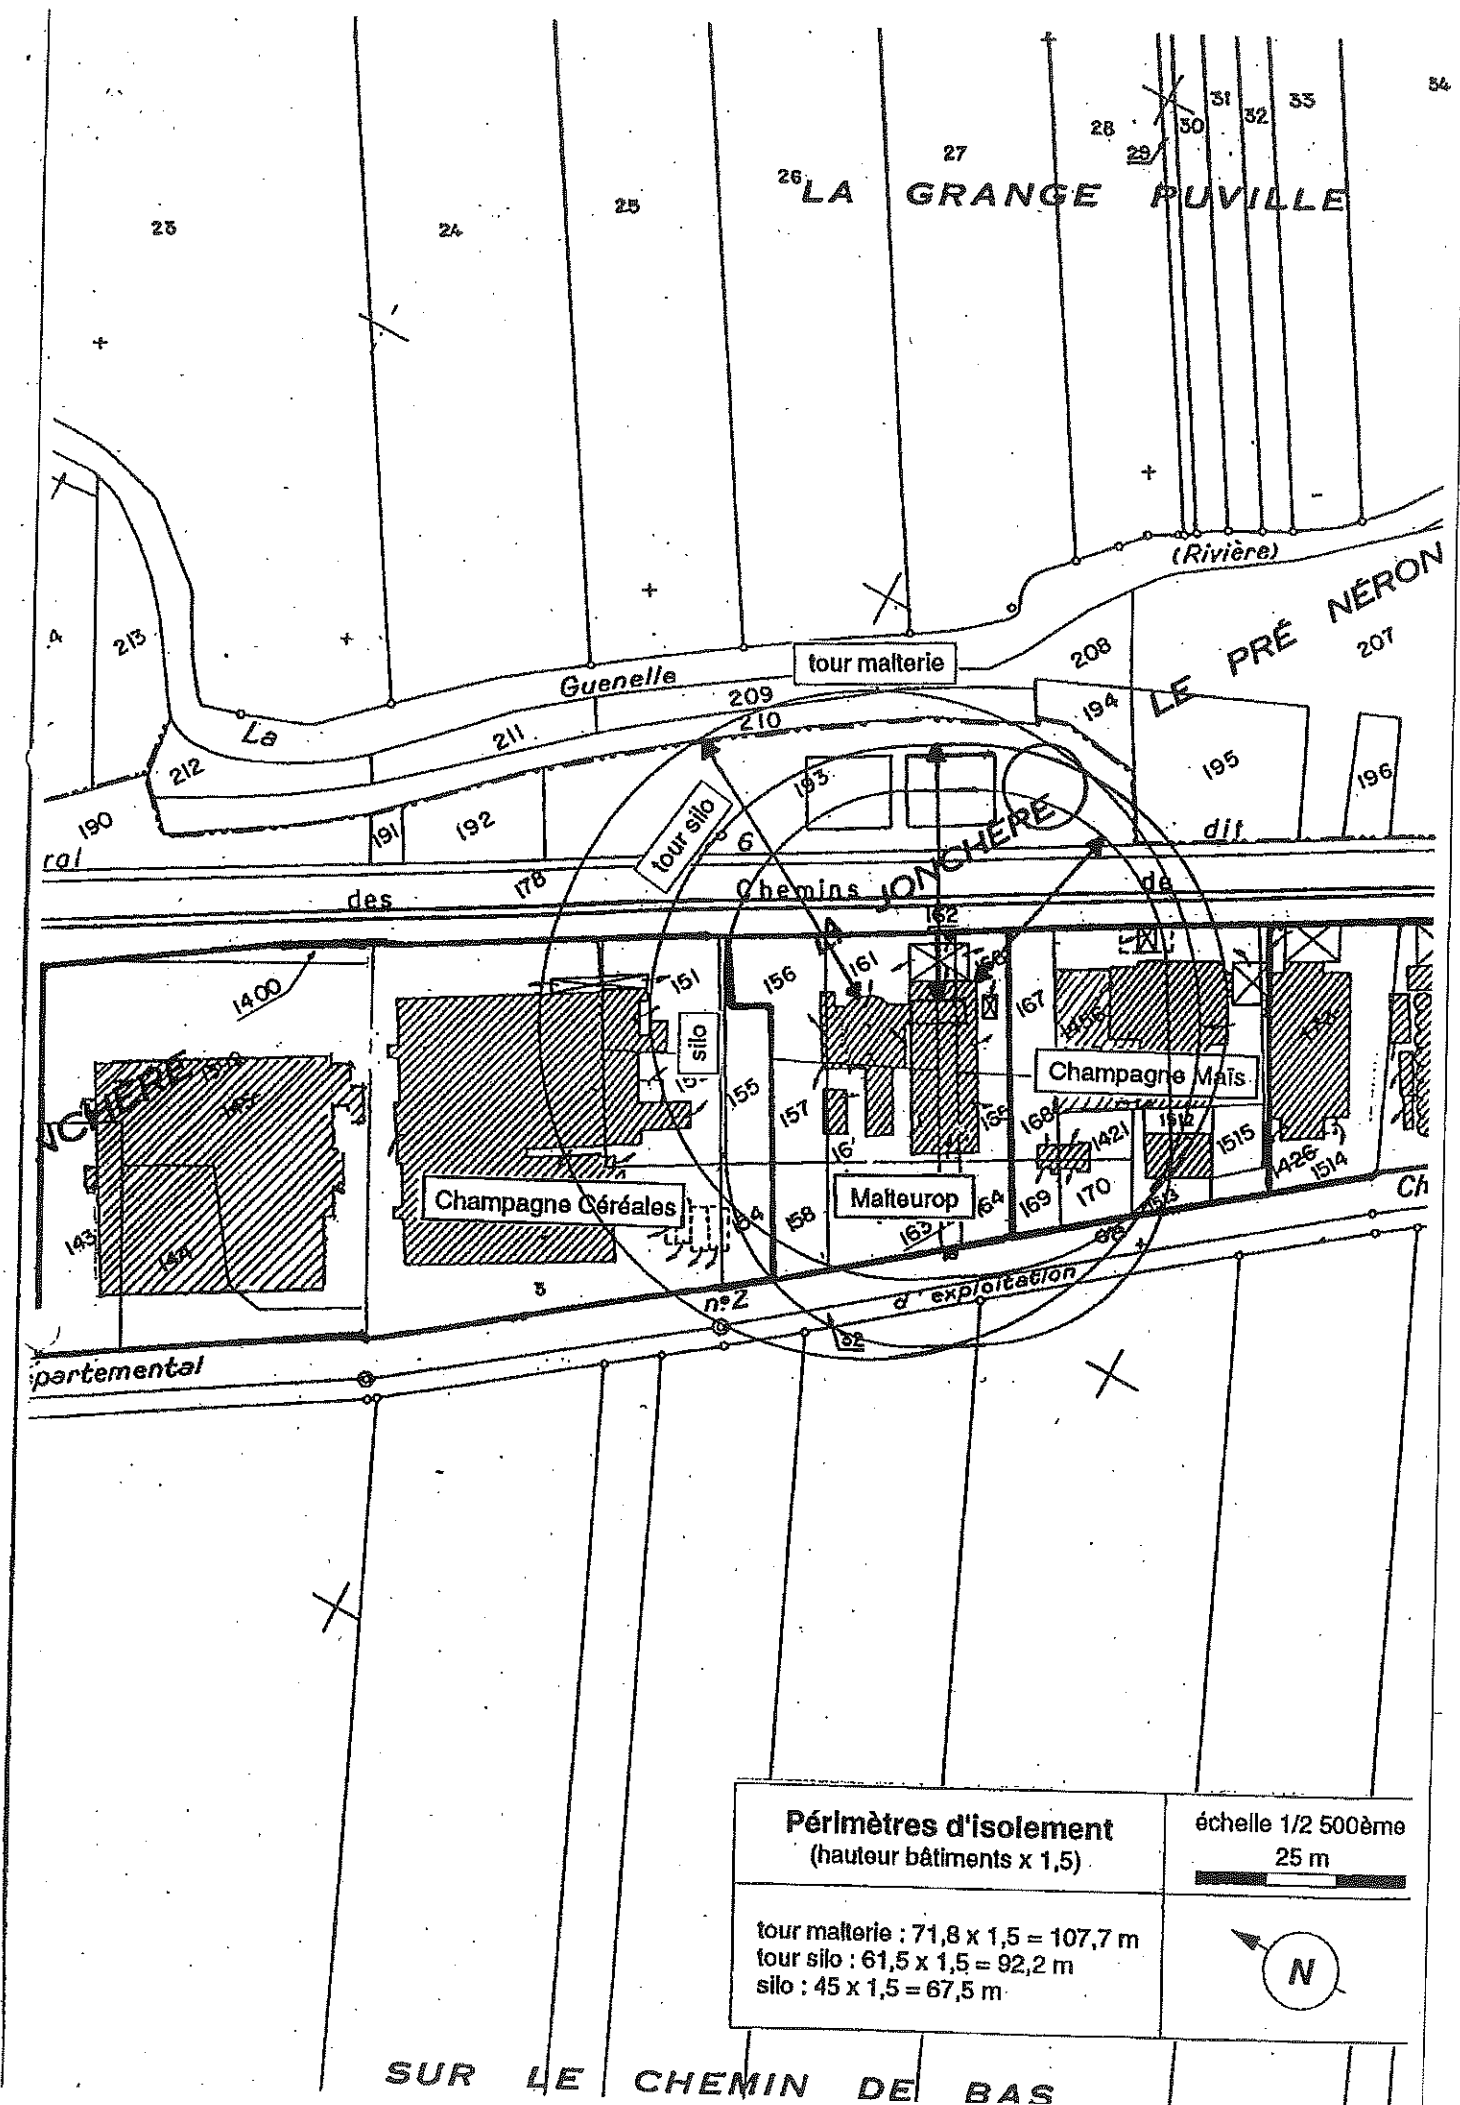 23
24
25
26
27
28
29
30
31
32
33
34
LA GRANGE PUVILLE
(Rivière)
LE PRÉ NÉRON
207
208
213
4
tour malterie
Guenelle
209
210
La
211
194
212
195
196
193
190
191
192
tour silo
6
dit
ral
178
des
Chemins
de
LA JONCHÈRE
162
161
156
151
167
1400
silo
155
157
Champagne Maïs
168
1421
1512
1515
1426
1514
Champagne Céréales
158
Malteurop
163
164
169
170
1513
Ch
143
3
n°2
d'exploitation
32
partemental
Périmètres d'isolement
(hauteur bâtiments x 1,5)
échelle 1/2 500ème
25 m
tour malterie : 71,8 x 1,5 = 107,7 m
tour silo : 61,5 x 1,5 = 92,2 m
silo : 45 x 1,5 = 67,5 m
N
SUR LE CHEMIN DE BAS